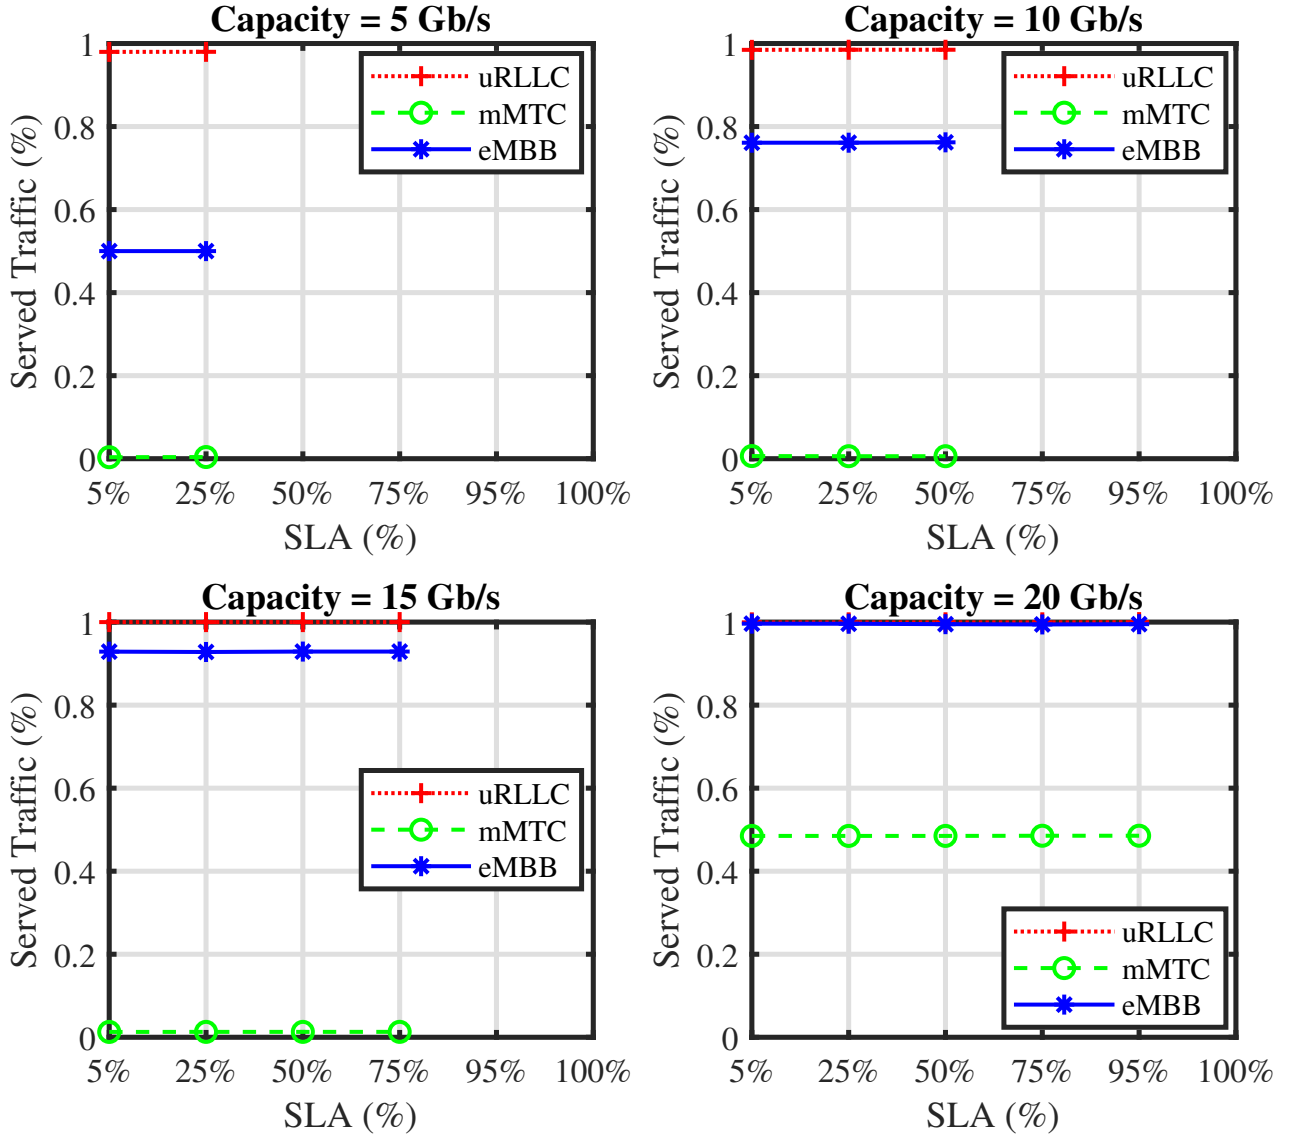 Capacity = 5 Gb/s
Served Traffic (%)
1
0.8
0.6
0.4
0.2
0
uRLLC
mMTC
eMBB
5% 25% 50% 75% 95% 100%
SLA (%)
Capacity = 10 Gb/s
Served Traffic (%)
1
0.8
0.6
0.4
0.2
0
uRLLC
mMTC
eMBB
5% 25% 50% 75% 95% 100%
SLA (%)
Capacity = 15 Gb/s
Served Traffic (%)
1
0.8
0.6
0.4
0.2
0
uRLLC
mMTC
eMBB
5% 25% 50% 75% 95% 100%
SLA (%)
Capacity = 20 Gb/s
Served Traffic (%)
1
0.8
0.6
0.4
0.2
0
uRLLC
mMTC
eMBB
5% 25% 50% 75% 95% 100%
SLA (%)